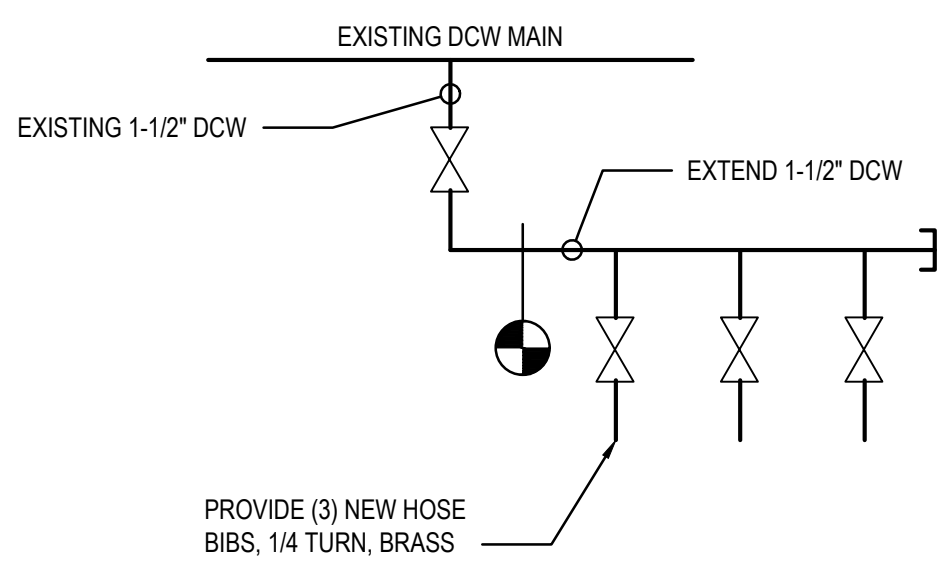 EXISTING DCW MAIN
EXISTING 1-1/2" DCW
EXTEND 1-1/2" DCW
PROVIDE (3) NEW HOSE
BIBS, 1/4 TURN, BRASS